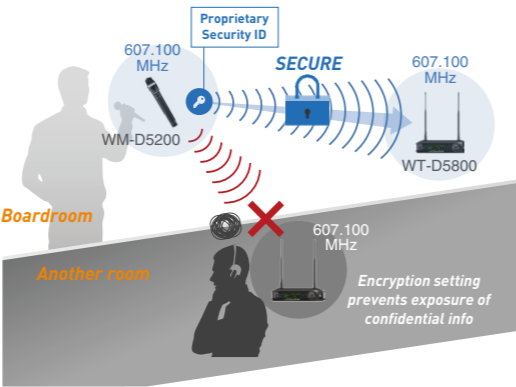 Proprietary
Security ID
607.100
MHz
SECURE
607.100
MHz
WM-D5200
WT-D5800
Boardroom
607.100
MHz
Another room
Encryption setting
prevents exposure of
confidential info